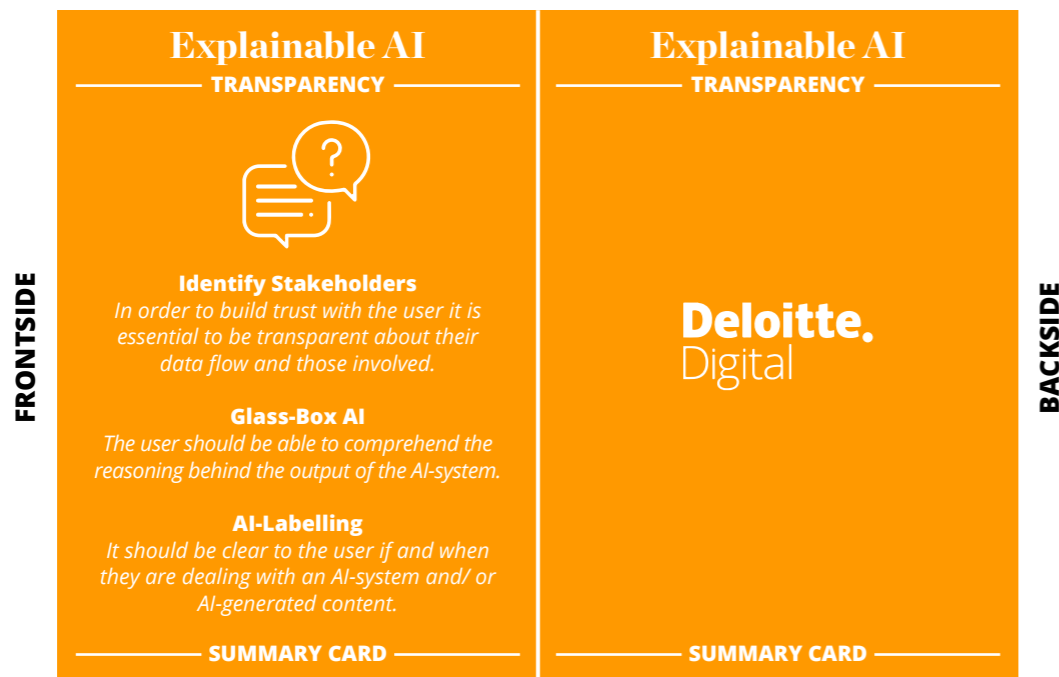 FRONTSIDE
Explainable AI
TRANSPARENCY
?
Identify Stakeholders
In order to build trust with the user it is
essential to be transparent about their
data flow and those involved.
Glass-Box AI
The user should be able to comprehend the
reasoning behind the output of the AI-system.
AI-Labelling
It should be clear to the user if and when
they are dealing with an AI-system and/ or
AI-generated content.
SUMMARY CARD
Explainable AI
TRANSPARENCY
Deloitte.
Digital
SUMMARY CARD
BACKSIDE